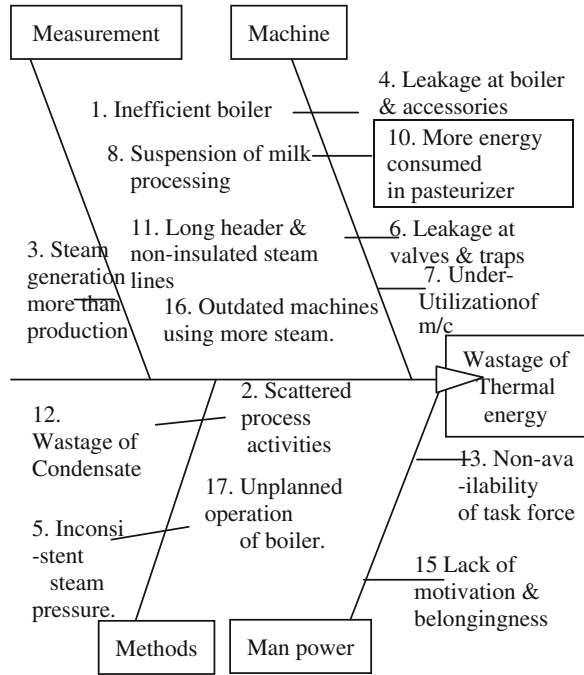 Measurement
Machine
1. Inefficient boiler
4. Leakage at boiler
& accessories
8. Suspension of milk
processing
10. More energy
consumed
in pasteurizer
11. Long header &
non-insulated steam
lines
6. Leakage at
valves & traps
3. Steam
generation
more than
production
7. Under-
Utilizationof
m/c
16. Outdated machines
using more steam.
Wastage of
Thermal
energy
12.
Wastage of
Condensate
2. Scattered
process
activities
13. Non-ava
-ilability
of task force
17. Unplanned
operation
of boiler.
5. Inconsi
-stent
steam
pressure.
15 Lack of
motivation &
belongingness
Methods
Man power